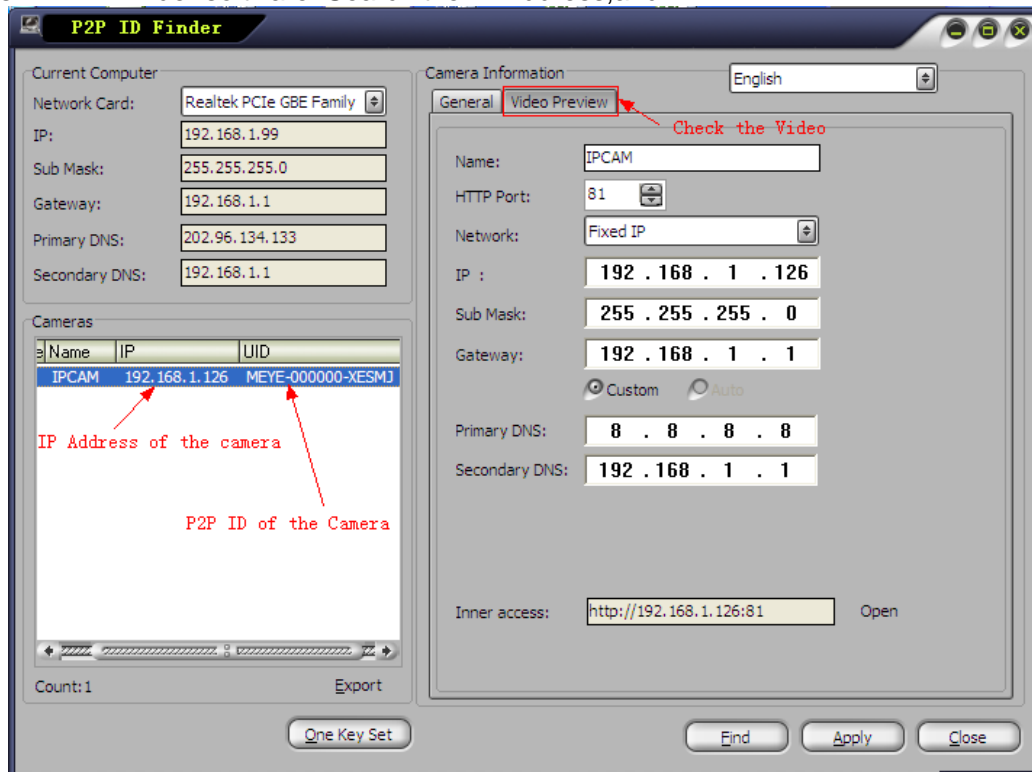 P2P ID Finder
Current Computer
Network Card: Realtek PCIe GBE Family
IP: 192.168.1.99
Sub Mask: 255.255.255.0
Gateway: 192.168.1.1
Primary DNS: 202.96.134.133
Secondary DNS: 192.168.1.1
Cameras
e Name IP UID
IPCAM 192.168.1.126 MEYE-000000-XESMJ
IP Address of the camera
P2P ID of the Camera
Count:1 Export
One Key Set
Camera Information
English
General Video Preview
Check the Video
Name: IPCAM
HTTP Port: 81
Network: Fixed IP
IP : 192 . 168 . 1 . 126
Sub Mask: 255 . 255 . 255 . 0
Gateway: 192 . 168 . 1 . 1
Custom Auto
Primary DNS: 8 . 8 . 8 . 8
Secondary DNS: 192 . 168 . 1 . 1
Inner access: http://192.168.1.126:81 Open
Find Apply Close